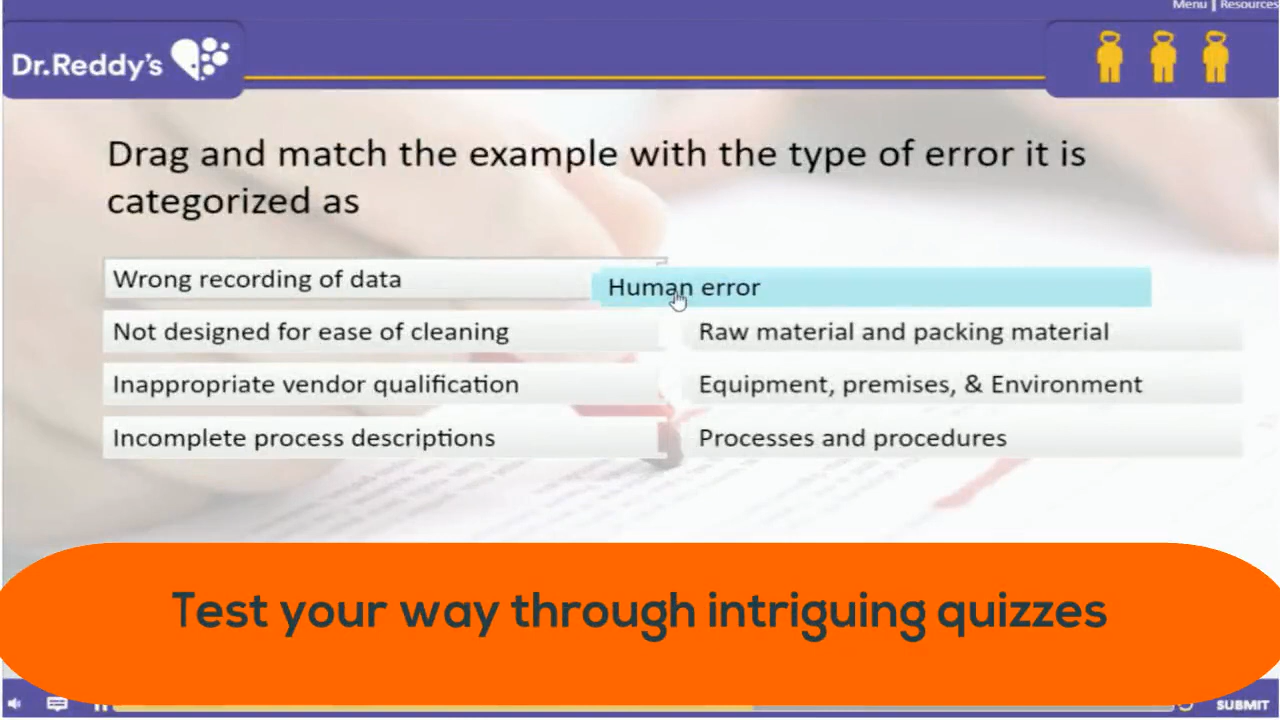 Menu | Resources
Dr.Reddy's
Drag and match the example with the type of error it is
categorized as
Wrong recording of data
Human error
Not designed for ease of cleaning
Raw material and packing material
Inappropriate vendor qualification
Equipment, premises, & Environment
Incomplete process descriptions
Processes and procedures
Test your way through intriguing quizzes
SUBMIT